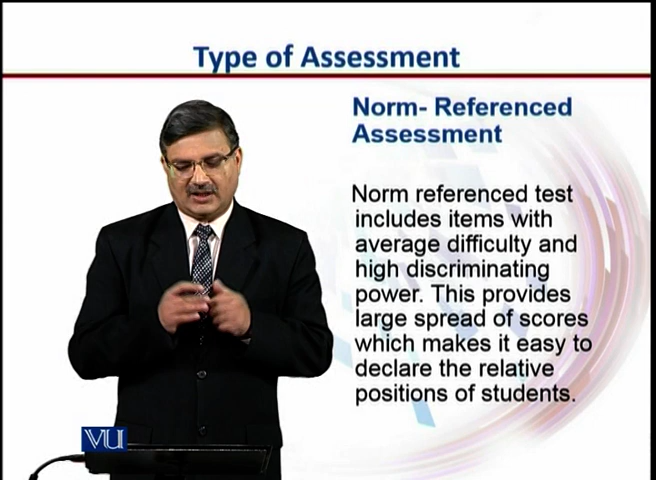 Type of Assessment
Norm- Referenced
Assessment
Norm referenced test
includes items with
average difficulty and
high discriminating
power. This provides
large spread of scores
which makes it easy to
declare the relative
positions of students.
VU